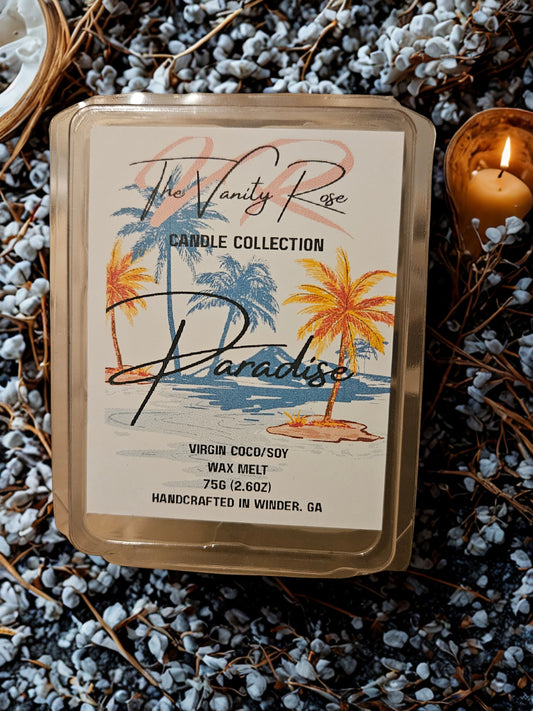 VR
The Vanity Rose
CANDLE COLLECTION
Paradise
VIRGIN COCO/SOY
WAX MELT
75G (2.6OZ)
HANDCRAFTED IN WINDER, GA